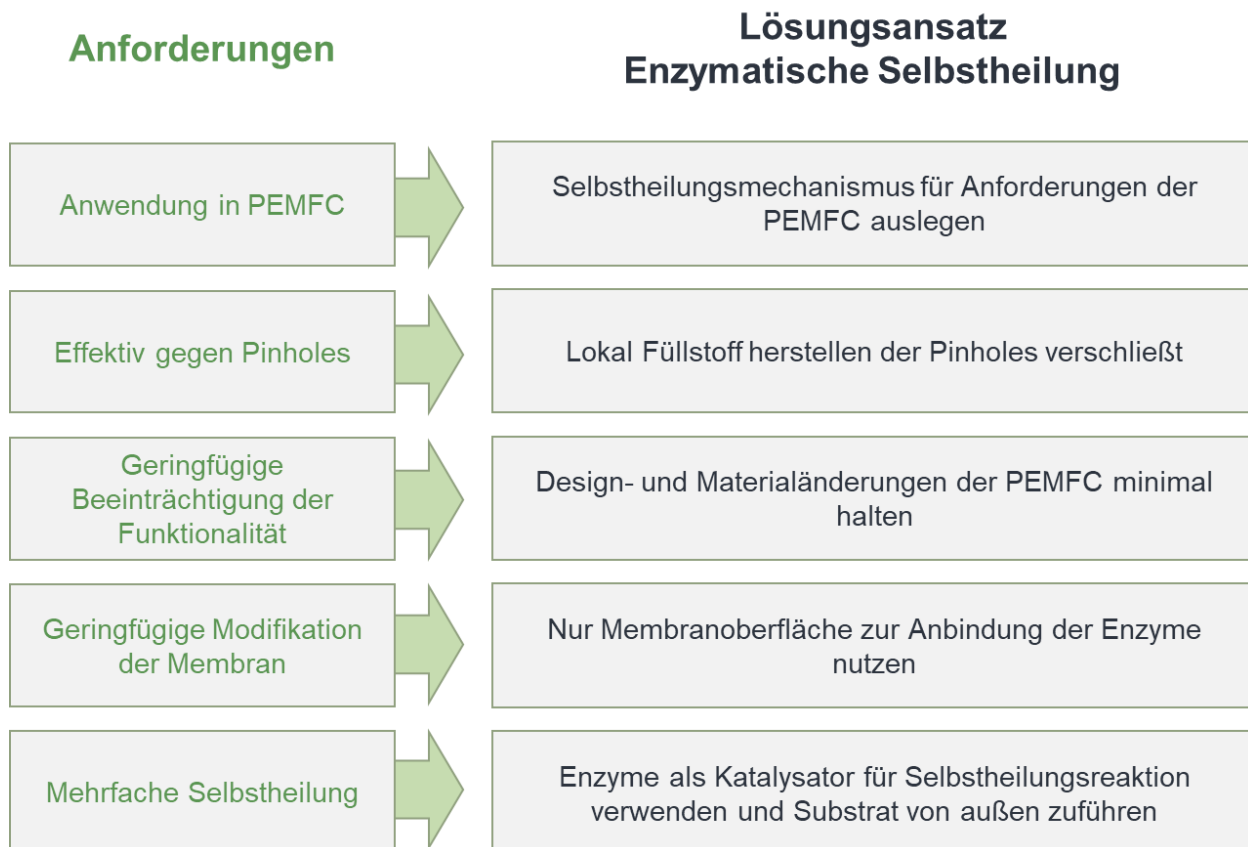 Anforderungen
Lösungsansatz
Enzymatische Selbstheilung
Anwendung in PEMFC
Selbstheilungsmechanismus für Anforderungen der
PEMFC auslegen
Effektiv gegen Pinholes
Lokal Füllstoff herstellen der Pinholes verschließt
Geringfügige
Beeinträchtigung der
Funktionalität
Design- und Materialänderungen der PEMFC minimal
halten
Geringfügige Modifikation
der Membran
Nur Membranoberfläche zur Anbindung der Enzyme
nutzen
Mehrfache Selbstheilung
Enzyme als Katalysator für Selbstheilungsreaktion
verwenden und Substrat von außen zuführen